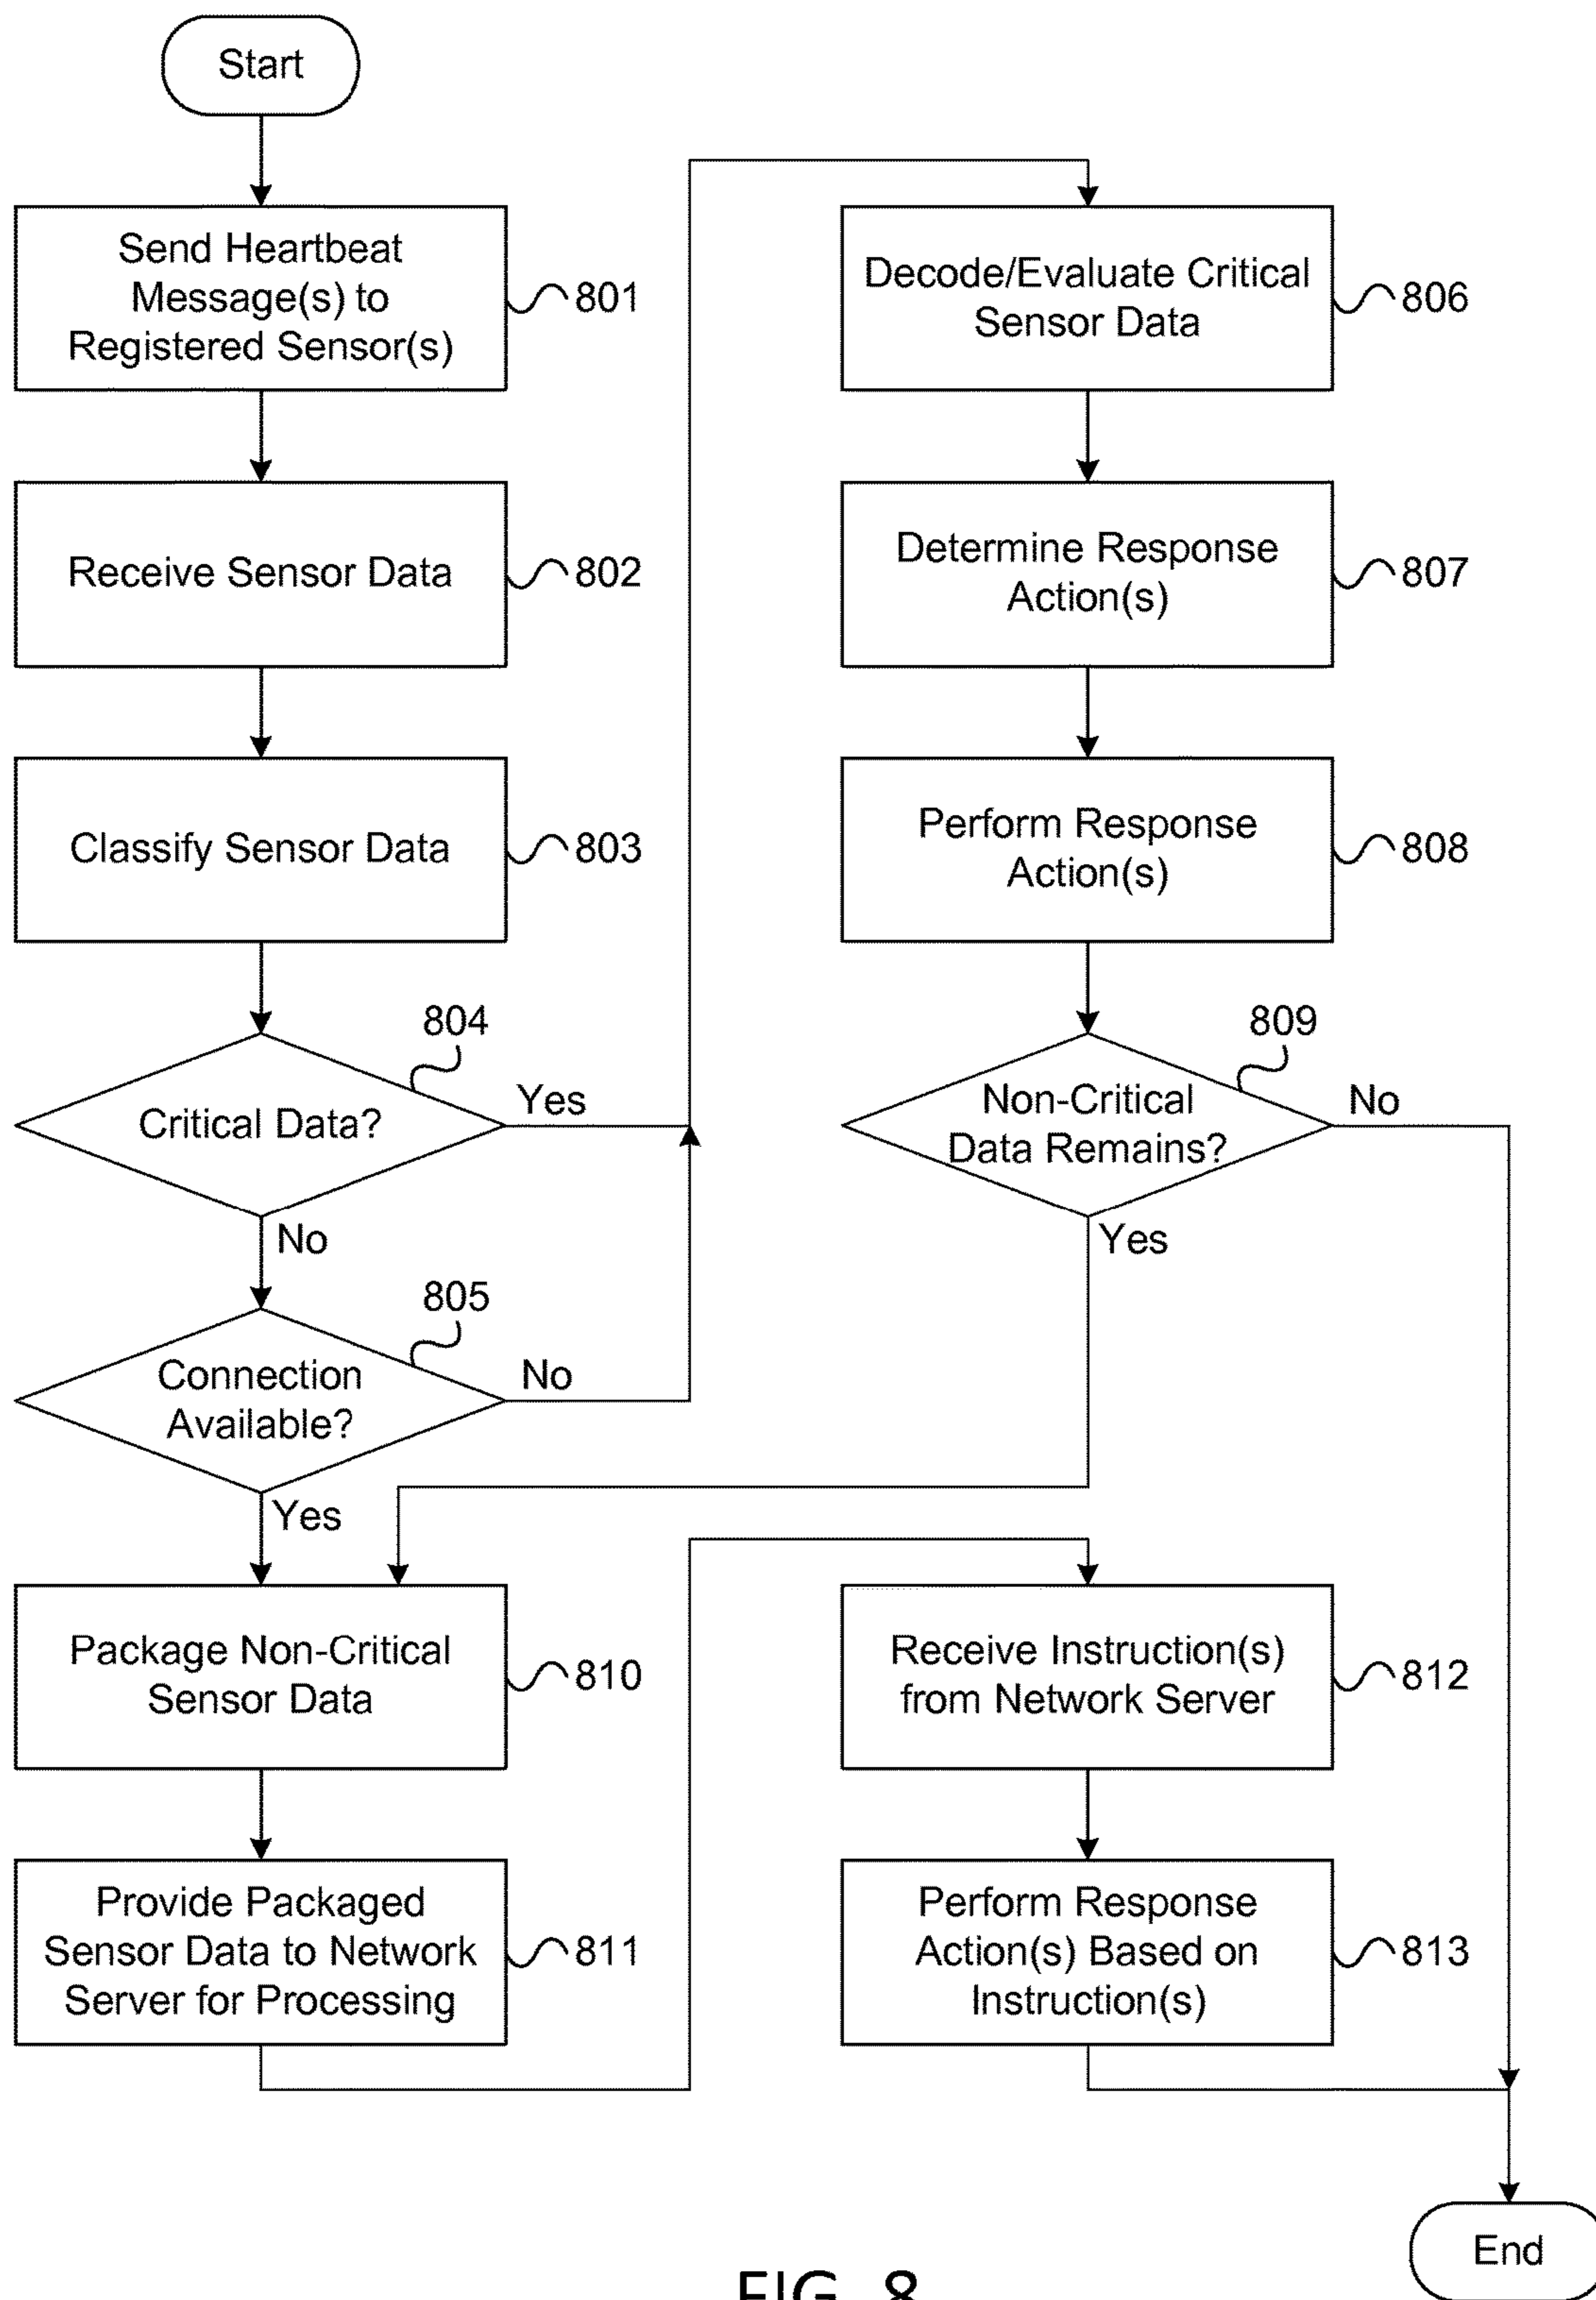 Start
Send Heartbeat
Message(s) to
Registered Sensor(s)
801
Receive Sensor Data
802
Classify Sensor Data
803
804
Critical Data?
Yes
No
805
Connection
Available?
No
Yes
Decode/Evaluate Critical
Sensor Data
806
Determine Response
Action(s)
807
Perform Response
Action(s)
808
809
Non-Critical
Data Remains?
No
Yes
Package Non-Critical
Sensor Data
810
Provide Packaged
Sensor Data to Network
Server for Processing
811
Receive Instruction(s)
from Network Server
812
Perform Response
Action(s) Based on
Instruction(s)
813
End
FIG. 8